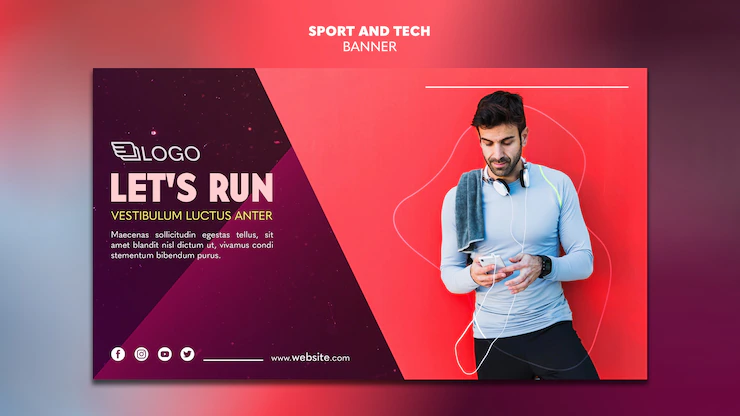 SPORT AND TECH
BANNER
LOGO
LET'S RUN
VESTIBULUM LUCTUS ANTER
Maecenas sollicitudin egestas tellus, sit
amet blandit nisl dictum ut, vivamus condi
stementum bibendum purus.
www.website.com